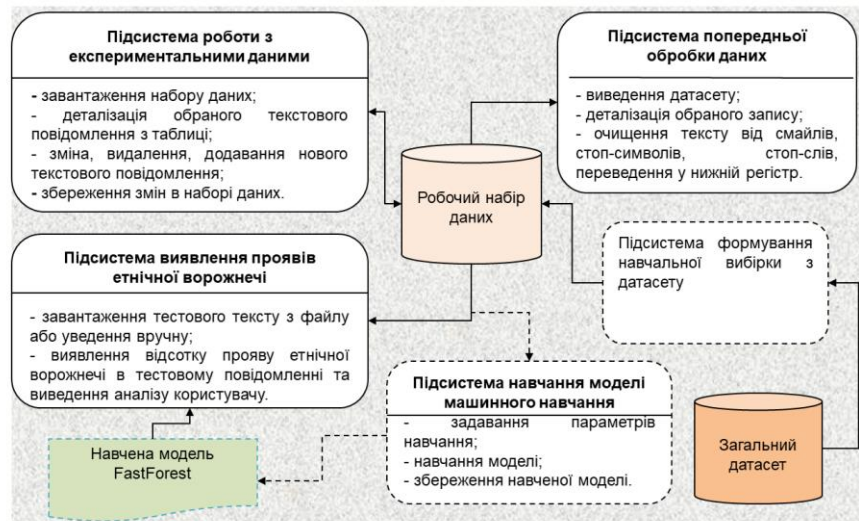 Підсистема роботи з
експериментальними даними
- завантаження набору даних;
- деталізація обраного текстового
повідомлення з таблиці;
- зміна, видалення, додавання нового
текстового повідомлення;
- збереження змін в наборі даних.
Підсистема попередньої
обробки даних
- виведення датасету;
- деталізація обраного запису;
- очищення тексту від смайлів,
стоп-символів, стоп-слів,
переведення у нижній регістр.
Робочий набір
даних
Підсистема формування
навчальної вибірки з
датасету
Підсистема виявлення проявів
етнічної ворожнечі
- завантаження тестового тексту з файлу
або уведення вручну;
- виявлення відсотку прояву етнічної
ворожнечі в тестовому повідомленні та
виведення аналізу користувачу.
Підсистема навчання моделі
машинного навчання
- задавання параметрів
навчання;
- навчання моделі;
- збереження навченої моделі.
Загальний
датасет
Навчена модель
FastForest